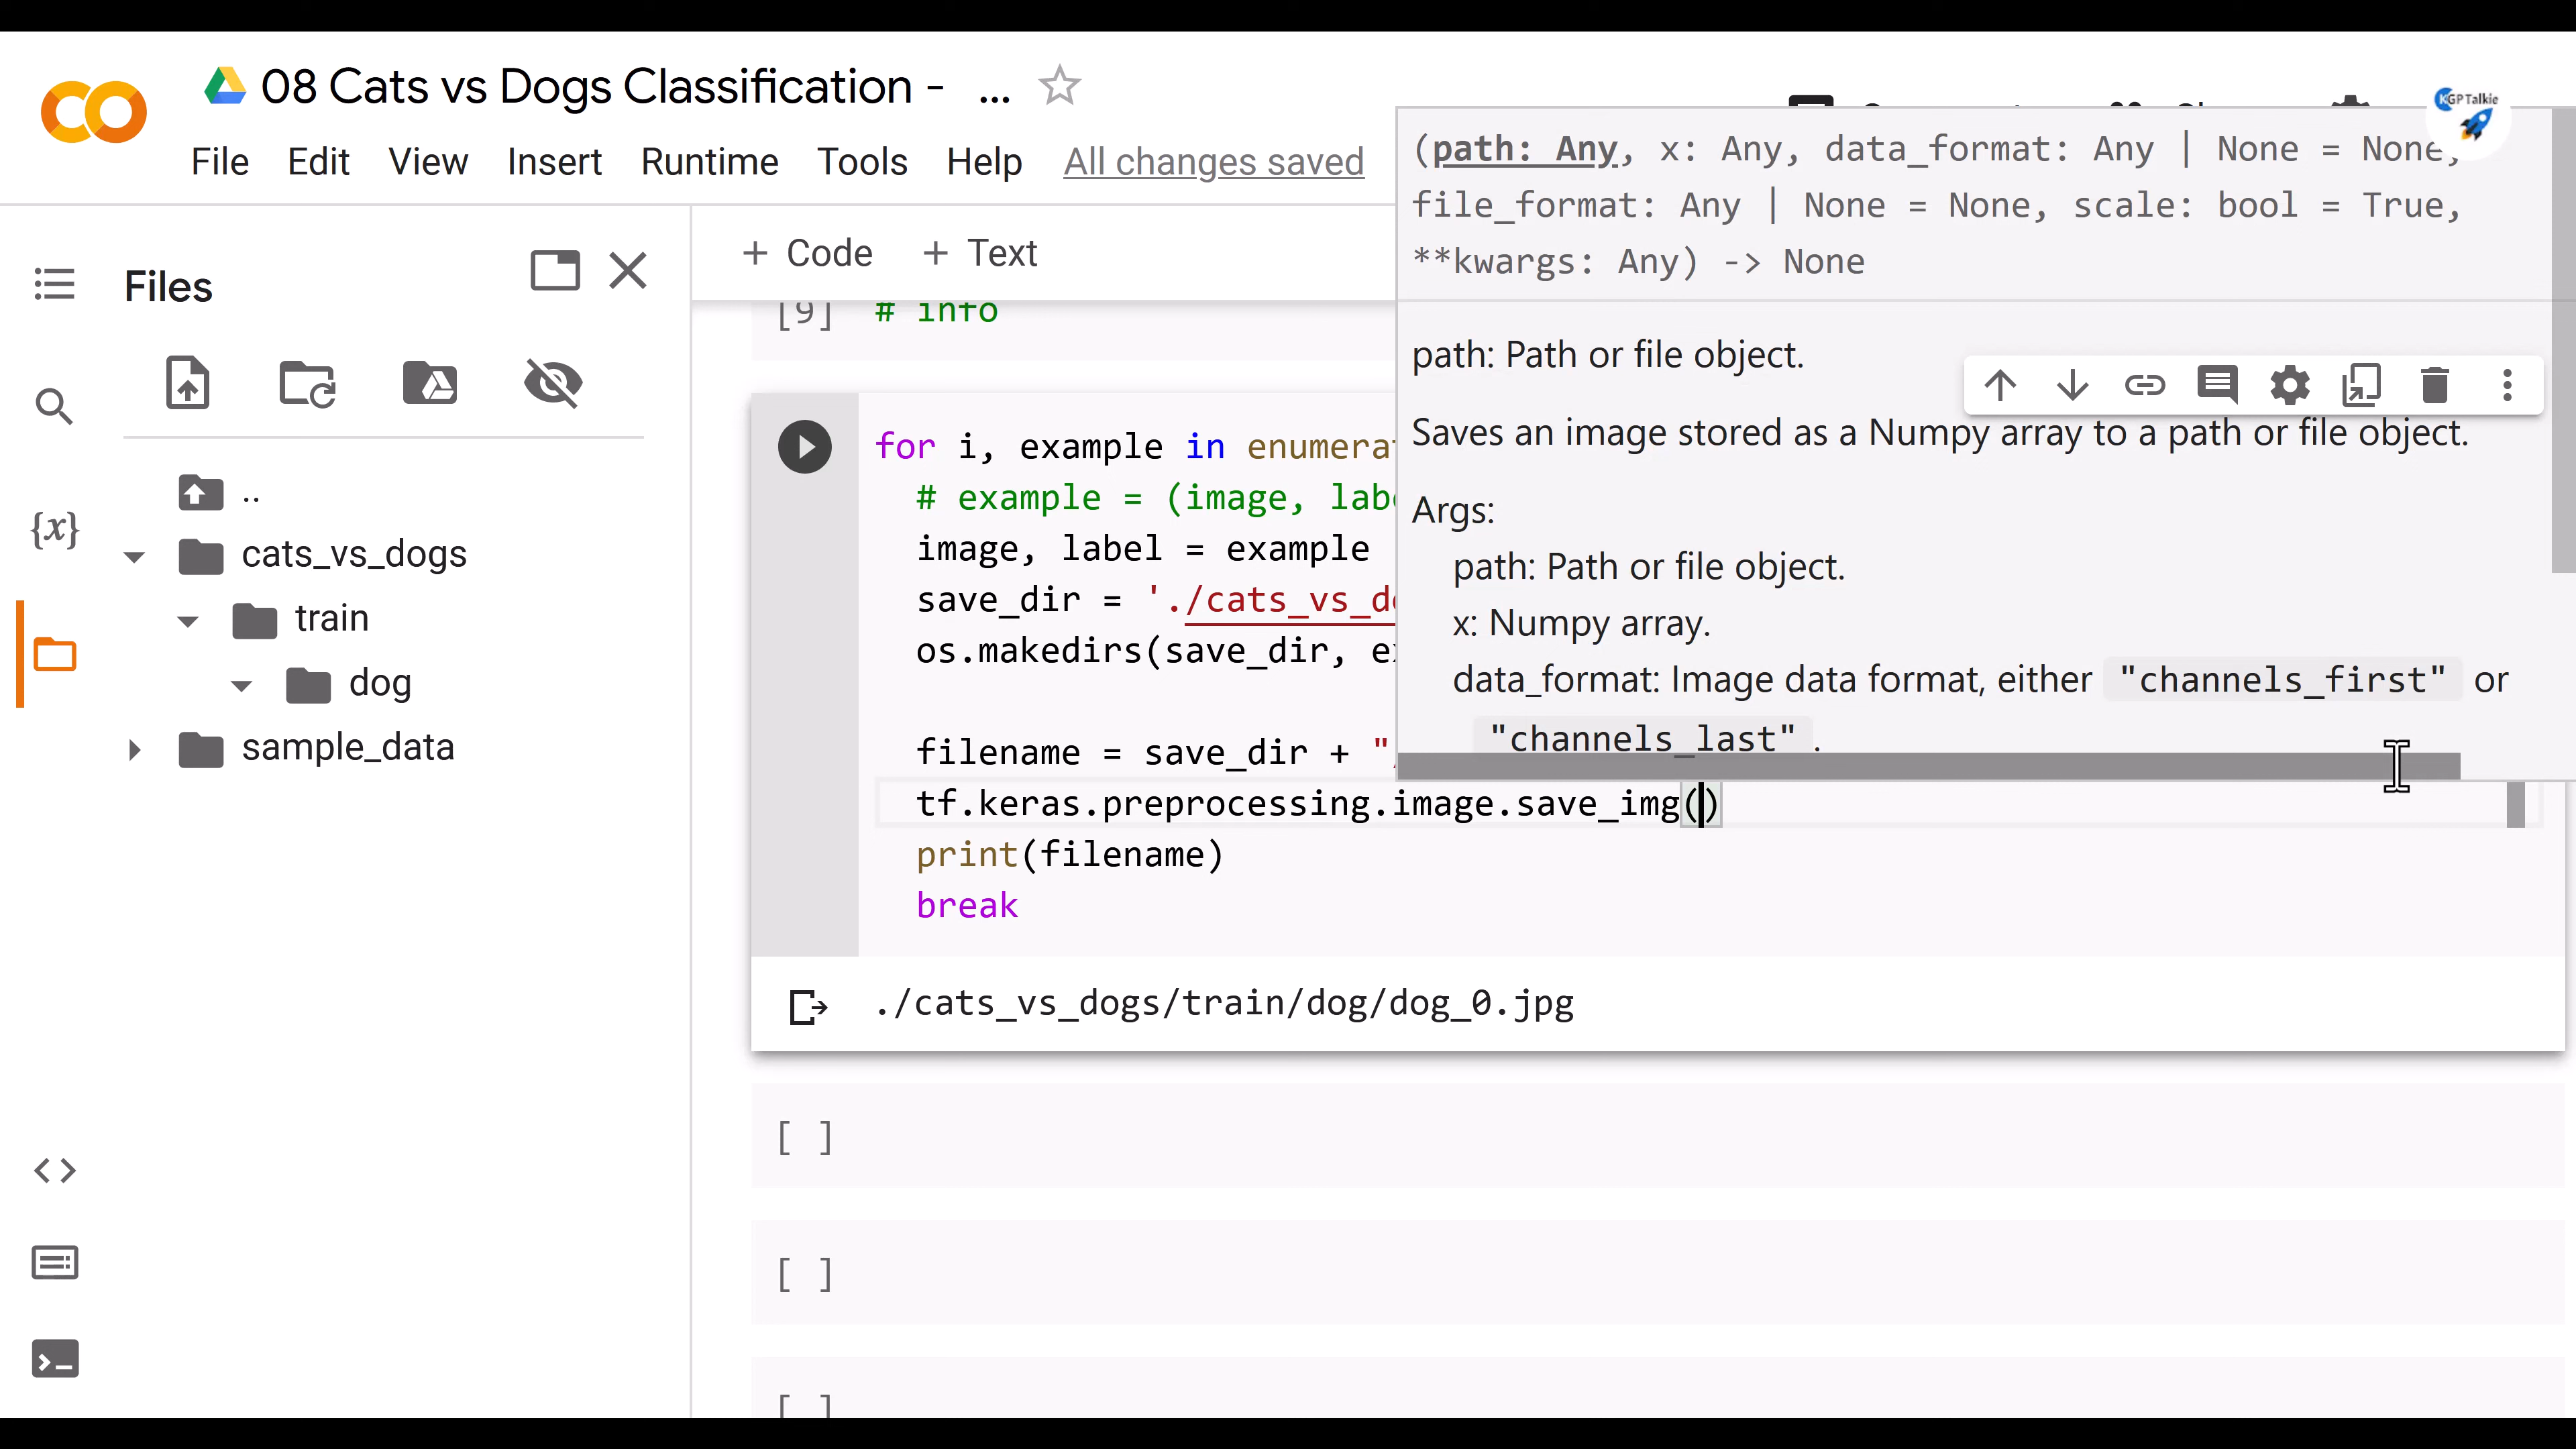 08 Cats vs Dogs Classification - ...
KGPTalkie
File Edit View Insert Runtime Tools Help All changes saved
(path: Any, x: Any, data_format: Any | None = None,
file_format: Any | None = None, scale: bool = True,
**kwargs: Any) -> None
Files
+ Code + Text
[9] # info
path: Path or file object.
Saves an image stored as a Numpy array to a path or file object.
Args:
path: Path or file object.
x: Numpy array.
data_format: Image data format, either "channels_first" or
"channels_last".
{x}
..
cats_vs_dogs
train
dog
sample_data
for i, example in enumerat
# example = (image, labe
image, label = example
save_dir = './cats_vs_do
os.makedirs(save_dir, ex
filename = save_dir + "/
tf.keras.preprocessing.image.save_img()
print(filename)
break
./cats_vs_dogs/train/dog/dog_0.jpg
[ ]
[ ]
[ ]